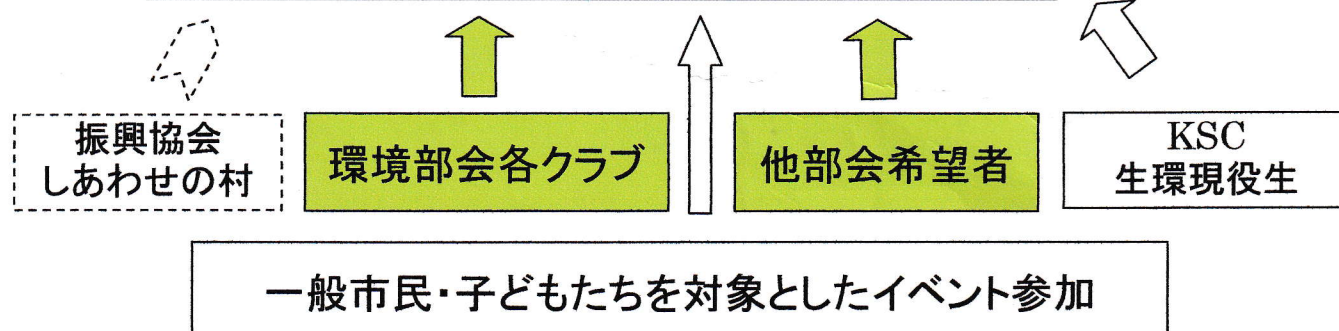 振興協会
しあわせの村
環境部会各クラブ
他部会希望者
KSC
生環現役生
一般市民・子どもたちを対象としたイベント参加